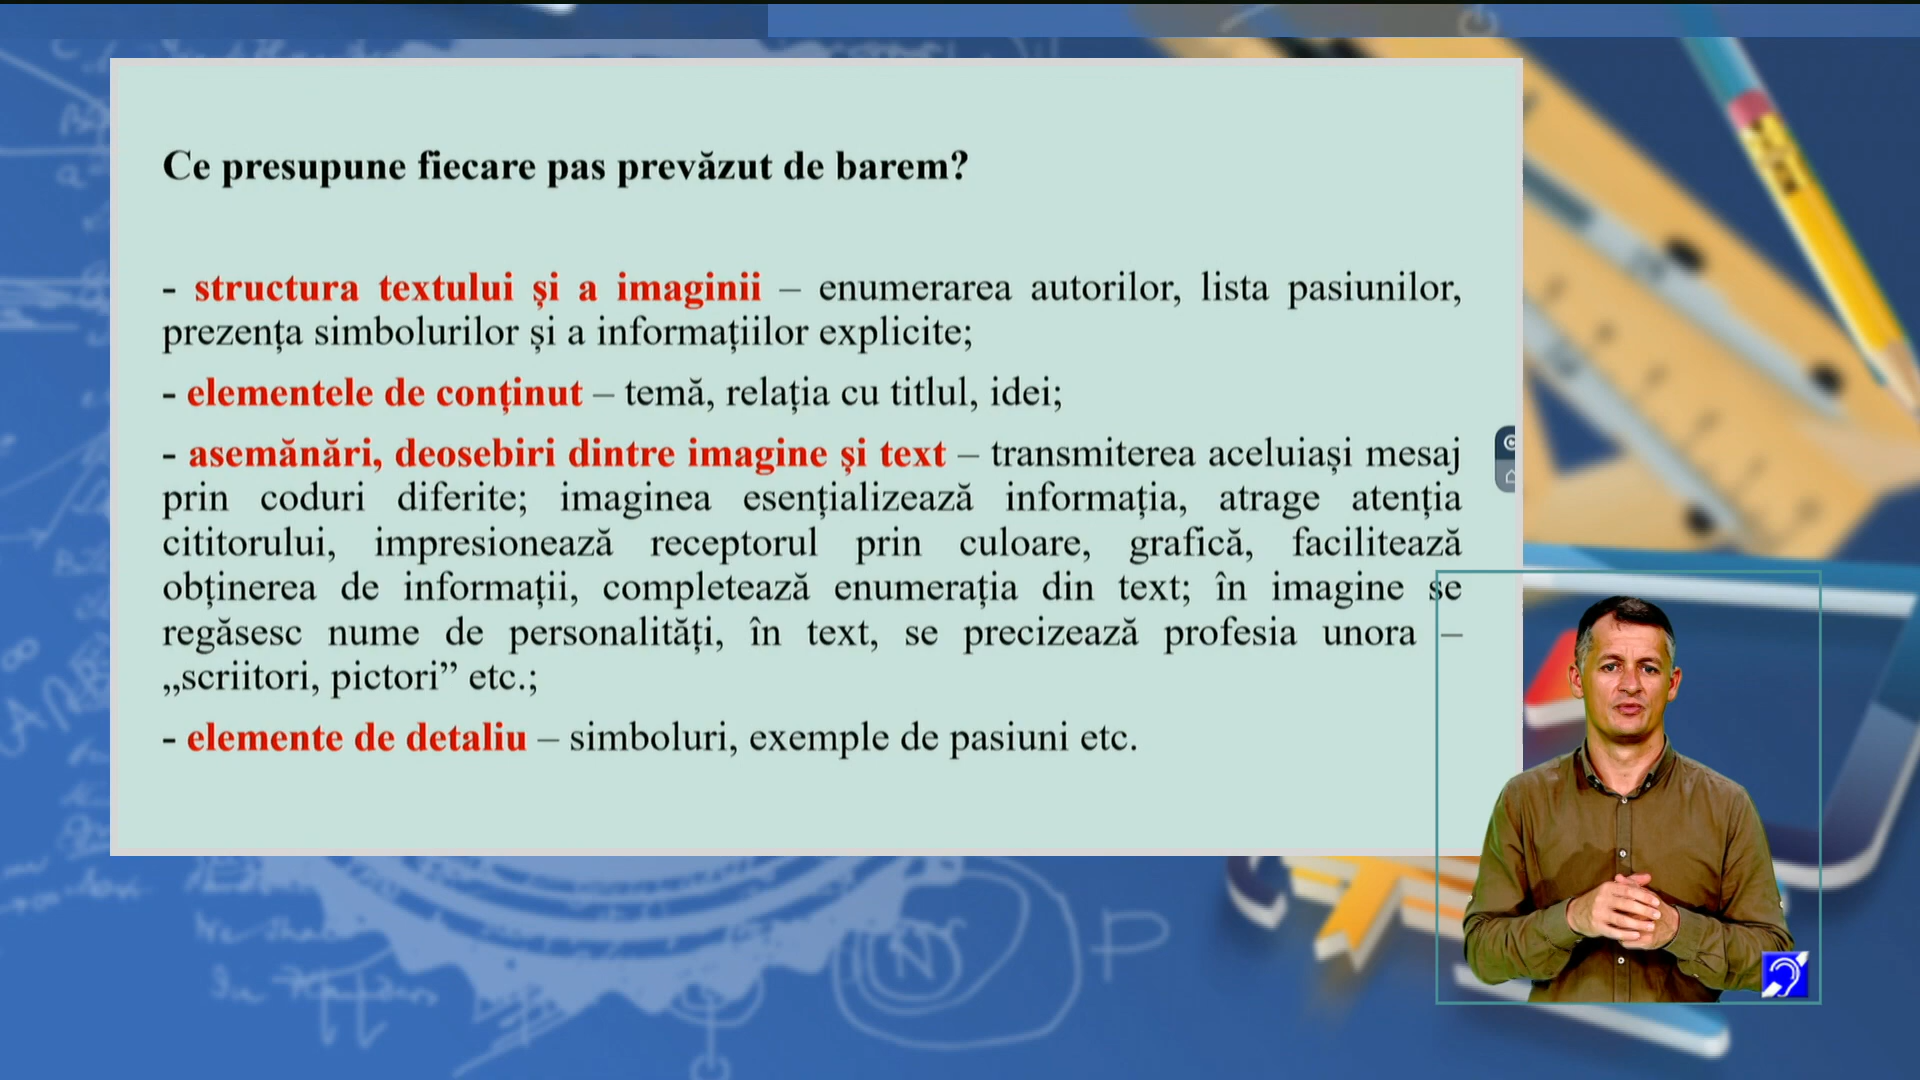 Ce presupune fiecare pas prevăzut de barem?
- structura textului și a imaginii – enumerarea autorilor, lista pasiunilor,
prezența simbolurilor și a informațiilor explicite;
- elementele de conținut – temă, relația cu titlul, idei;
- asemănări, deosebiri dintre imagine și text – transmiterea aceluiași mesaj
prin coduri diferite; imaginea esențializează informația, atrage atenția
cititorului, impresionează receptorul prin culoare, grafică, facilitează
obținerea de informații, completează enumerația din text; în imagine se
regăsesc nume de personalități, în text, se precizează profesia unora –
„scriitori, pictori” etc.;
- elemente de detaliu – simboluri, exemple de pasiuni etc.
N
P